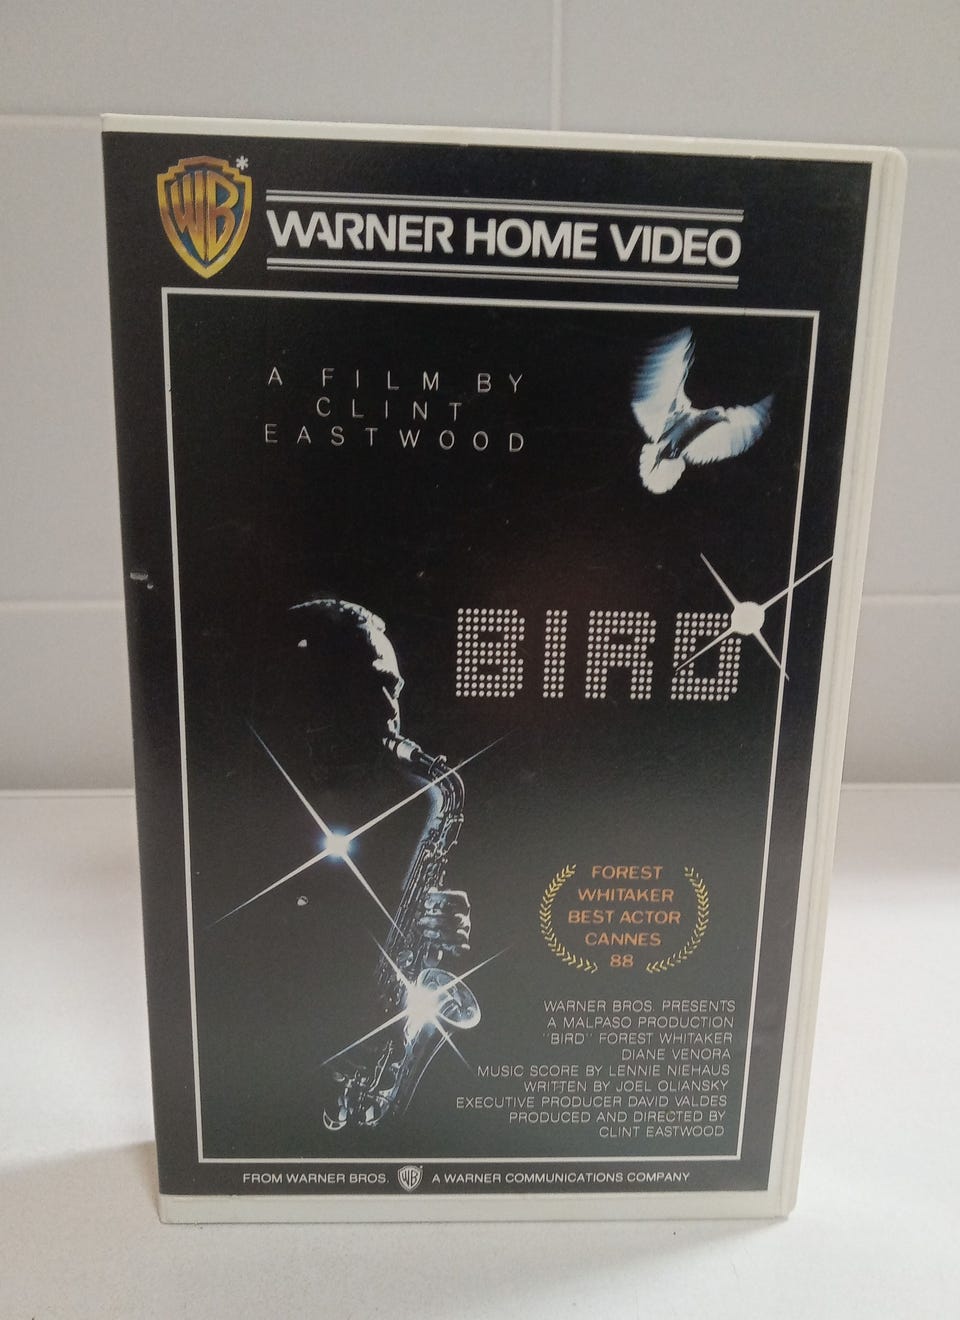 WB*
WARNER HOME VIDEO
A FILM BY
CLINT
EASTWOOD
BIRD
FOREST
WHITAKER
BEST ACTOR
CANNES
88
WARNER BROS. PRESENTS
A MALPASO PRODUCTION
"BIRD" FOREST WHITAKER
DIANE VENORA
MUSIC SCORE BY LENNIE NIEHAUS
WRITTEN BY JOEL OLIANSKY
EXECUTIVE PRODUCER DAVID VALDES
PRODUCED AND DIRECTED BY
CLINT EASTWOOD
FROM WARNER BROS. WB A WARNER COMMUNICATIONS COMPANY